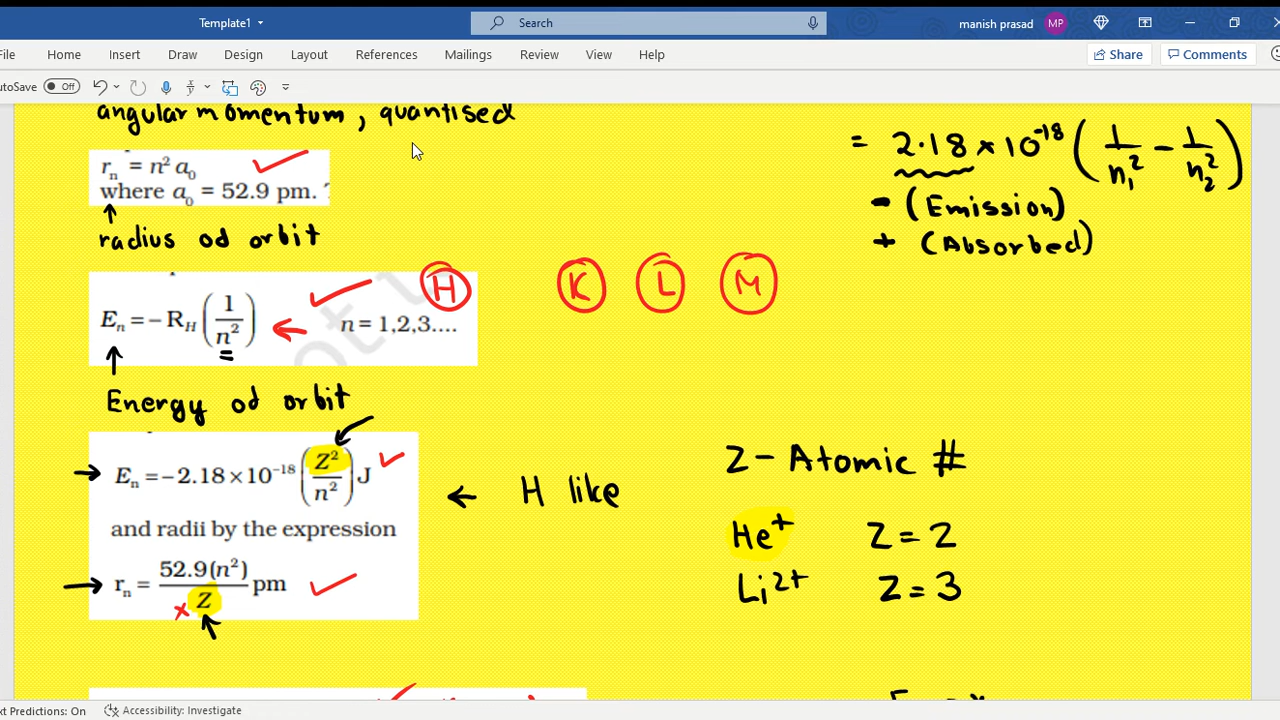 Template1
Search
manish prasad MP
File Home Insert Draw Design Layout References Mailings Review View Help Share Comments
AutoSave Off
angular momentum, quantised
rₙ = n² a₀
where a₀ = 52.9 pm.
radius od orbit
= 2.18 × 10⁻¹⁸ (1/n₁² − 1/n₂²)
- (Emission)
+ (Absorbed)
H K L M
Eₙ = − R_H (1/n²) n = 1,2,3....
Energy od orbit
Eₙ = −2.18×10⁻¹⁸ (Z²/n²) J
← H like
and radii by the expression
rₙ = 52.9(n²)/Z pm
x
Z - Atomic #
He⁺ Z = 2
Li²⁺ Z = 3
Text Predictions: On Accessibility: Investigate